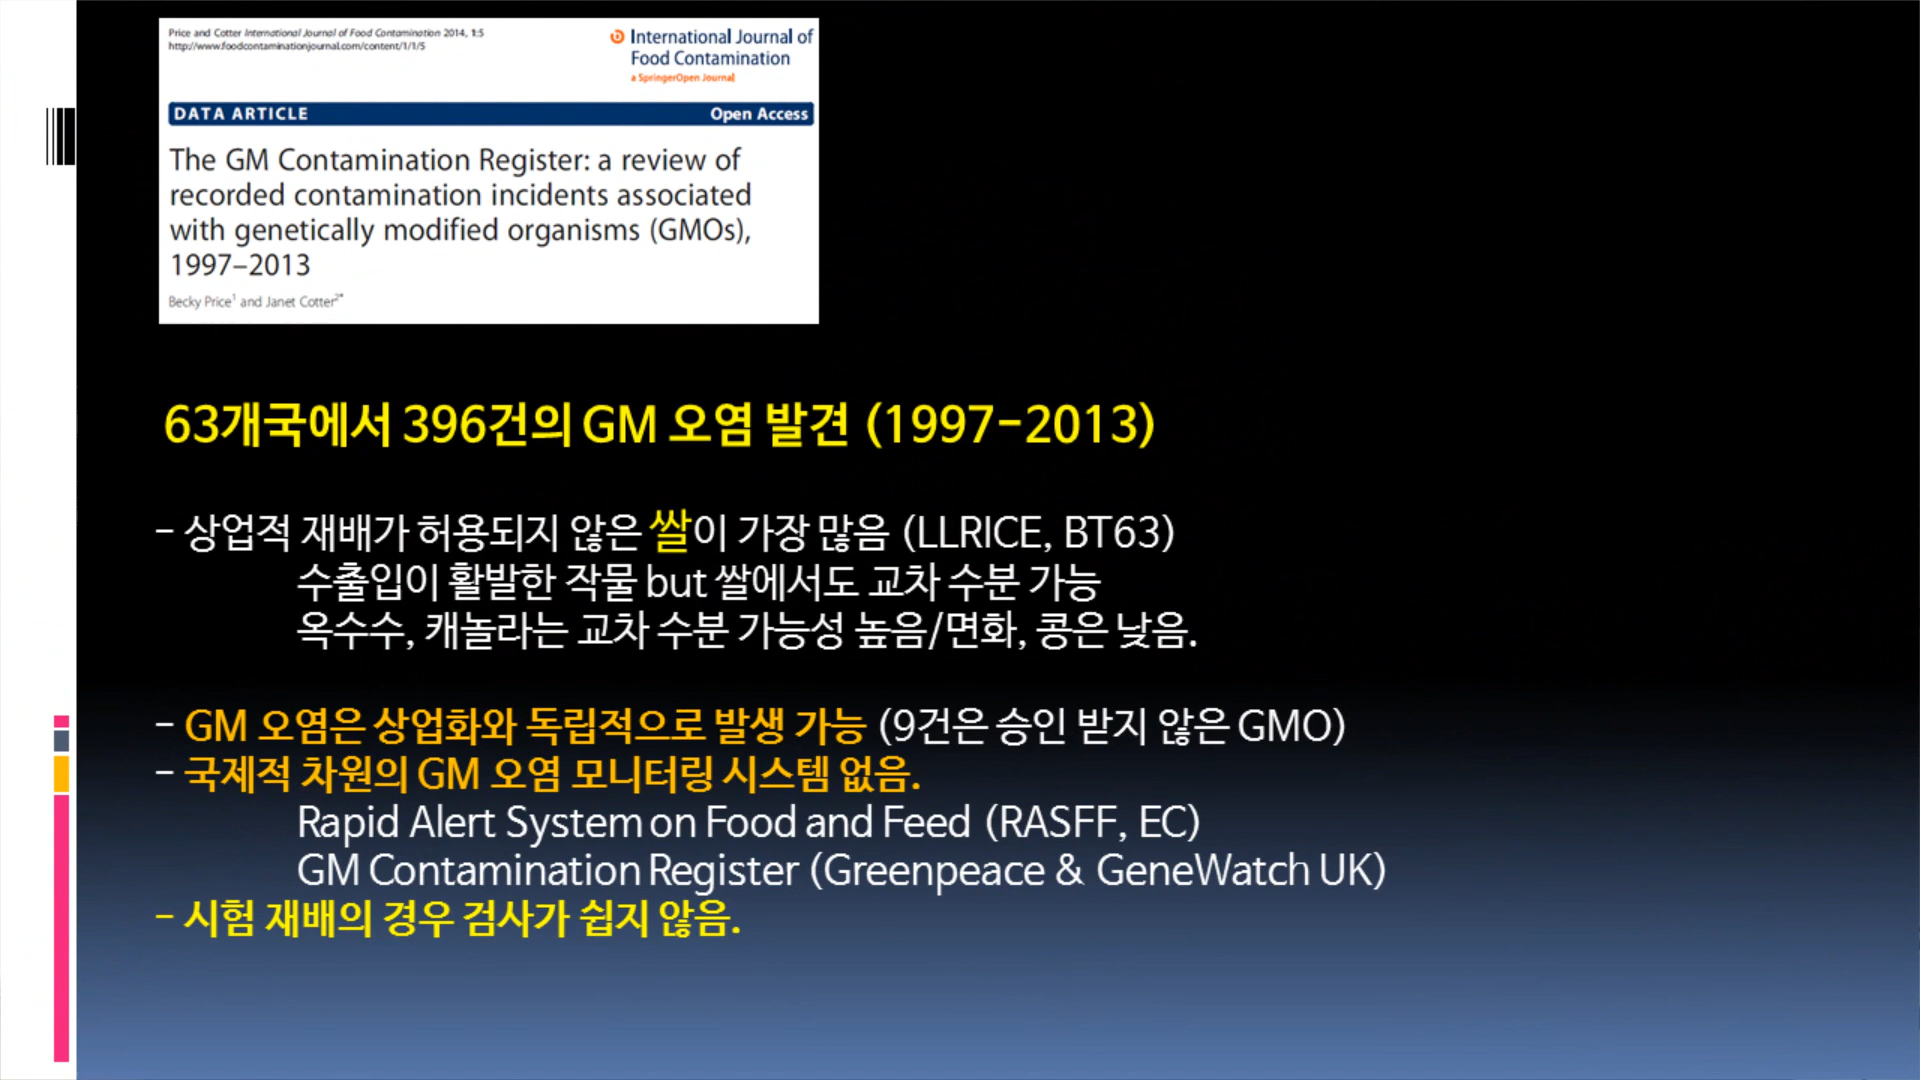 Price and Cotter International Journal of Food Contamination 2014, 1:5
http://www.foodcontaminationjournal.com/content/1/1/5
International Journal of
Food Contamination
a SpringerOpen Journal
DATA ARTICLE Open Access
The GM Contamination Register: a review of
recorded contamination incidents associated
with genetically modified organisms (GMOs),
1997–2013
Becky Price1 and Janet Cotter2*
63개국에서 396건의 GM 오염 발견 (1997-2013)
- 상업적 재배가 허용되지 않은 쌀이 가장 많음 (LLRICE, BT63)
수출입이 활발한 작물 but 쌀에서도 교차 수분 가능
옥수수, 캐놀라는 교차 수분 가능성 높음/면화, 콩은 낮음.
- GM 오염은 상업화와 독립적으로 발생 가능 (9건은 승인 받지 않은 GMO)
- 국제적 차원의 GM 오염 모니터링 시스템 없음.
Rapid Alert System on Food and Feed (RASFF, EC)
GM Contamination Register (Greenpeace & GeneWatch UK)
- 시험 재배의 경우 검사가 쉽지 않음.